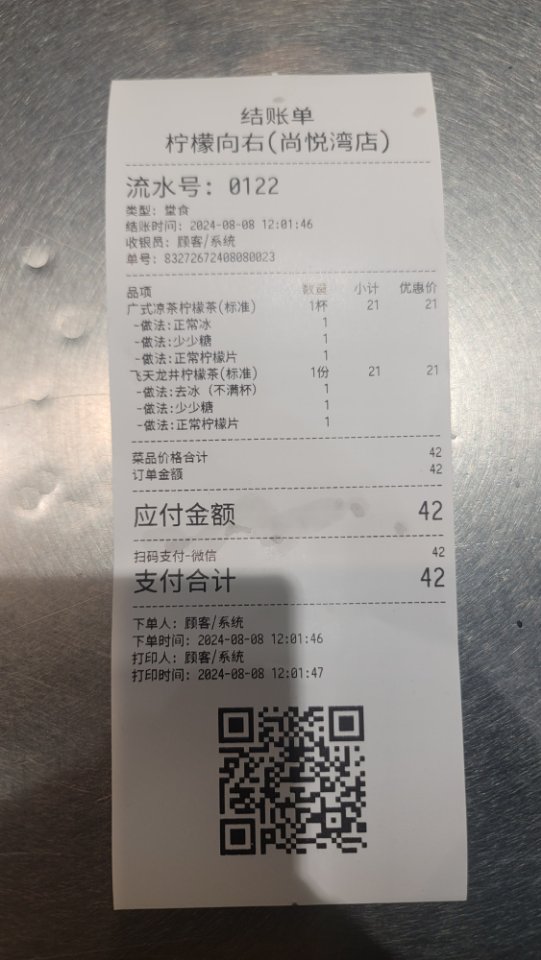 结账单
柠檬向右(尚悦湾店)
流水号: 0122
类型: 堂食
结账时间: 2024-08-08 12:01:46
收银员: 顾客/系统
单号: 83272672408080023
品项 数量 小计 优惠价
广式凉茶柠檬茶(标准) 1杯 21 21
-做法:正常冰 1
-做法:少少糖 1
-做法:正常柠檬片 1
飞天龙井柠檬茶(标准) 1份 21 21
-做法:去冰 (不满杯) 1
-做法:少少糖 1
-做法:正常柠檬片 1
菜品价格合计 42
订单金额 42
应付金额 42
扫码支付-微信 42
支付合计 42
下单人: 顾客/系统
下单时间: 2024-08-08 12:01:46
打印人: 顾客/系统
打印时间: 2024-08-08 12:01:47